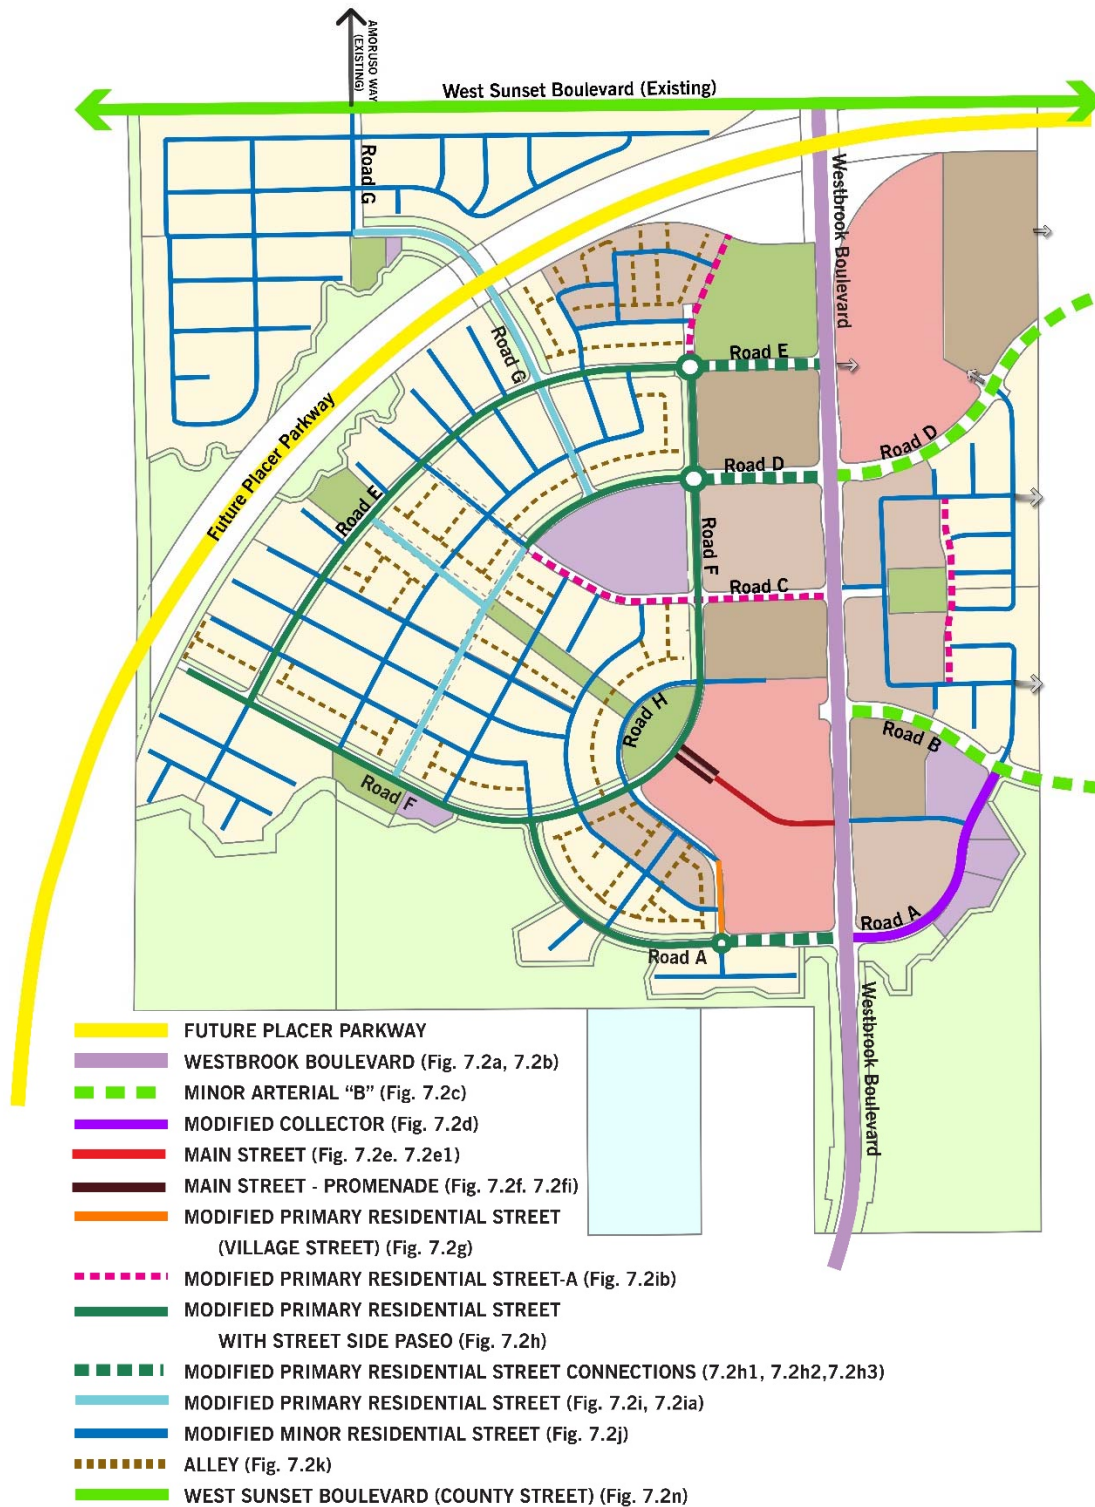 AMORUSO WAY
(EXISTING)
West Sunset Boulevard (Existing)
Road G
Westbrook Boulevard
Road E
Road G
Road D
Road D
Future Placer Parkway
Road E
Road F
Road C
Road H
Road B
Road F
Road A
Road A
Westbrook Boulevard
FUTURE PLACER PARKWAY
WESTBROOK BOULEVARD (Fig. 7.2a, 7.2b)
MINOR ARTERIAL “B” (Fig. 7.2c)
MODIFIED COLLECTOR (Fig. 7.2d)
MAIN STREET (Fig. 7.2e. 7.2e1)
MAIN STREET - PROMENADE (Fig. 7.2f. 7.2fi)
MODIFIED PRIMARY RESIDENTIAL STREET
(VILLAGE STREET) (Fig. 7.2g)
MODIFIED PRIMARY RESIDENTIAL STREET-A (Fig. 7.2ib)
MODIFIED PRIMARY RESIDENTIAL STREET
WITH STREET SIDE PASEO (Fig. 7.2h)
MODIFIED PRIMARY RESIDENTIAL STREET CONNECTIONS (7.2h1, 7.2h2,7.2h3)
MODIFIED PRIMARY RESIDENTIAL STREET (Fig. 7.2i, 7.2ia)
MODIFIED MINOR RESIDENTIAL STREET (Fig. 7.2j)
ALLEY (Fig. 7.2k)
WEST SUNSET BOULEVARD (COUNTY STREET) (Fig. 7.2n)